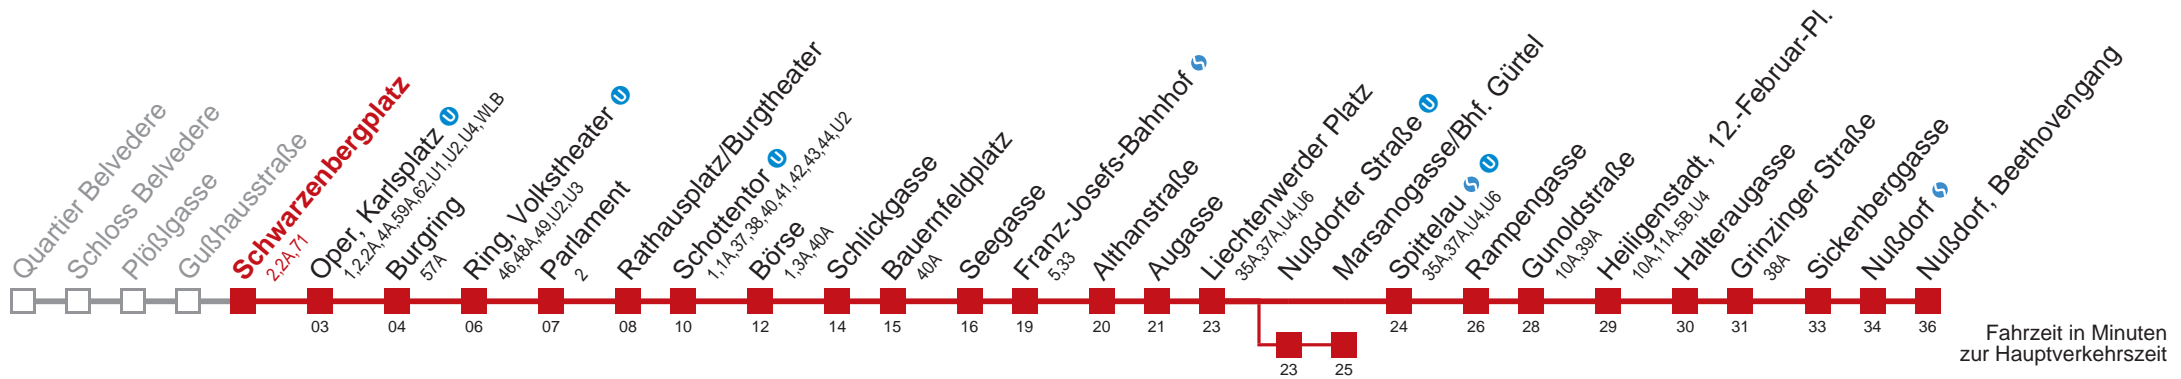 Quartier Belvedere
Schloss Belvedere
Plößlgasse
Gußhausstraße
Schwarzenbergplatz
2,2A,71
Oper, Karlsplatz U
1,2,2A,4A,59A,62,U1,U2,U4,WLB
Burgring
57A
Ring, Volkstheater U
46,48A,49,U2,U3
Parlament
2
Rathausplatz/Burgtheater
Schottentor U
1,1A,37,38,40,41,42,43,44,U2
Börse
1,3A,40A
Schlickgasse
Bauernfeldplatz
40A
Seegasse
Franz-Josefs-Bahnhof S
5,33
Althanstraße
Augasse
Liechtenwerder Platz
35A,37A,U4,U6
Nußdorfer Straße U
Marsanogasse/Bhf. Gürtel
Spittelau S U
35A,37A,U4,U6
Rampengasse
Gunoldstraße
10A,39A
Heiligenstadt, 12.-Februar-Pl.
10A,11A,5B,U4
Halteraugasse
Grinzinger Straße
38A
Sickenberggasse
Nußdorf S
Nußdorf, Beethovengang
03 04 06 07 08 10 12 14 15 16 19 20 21 23 24 26 28 29 30 31 33 34 36
23 25
Fahrzeit in Minuten
zur Hauptverkehrszeit